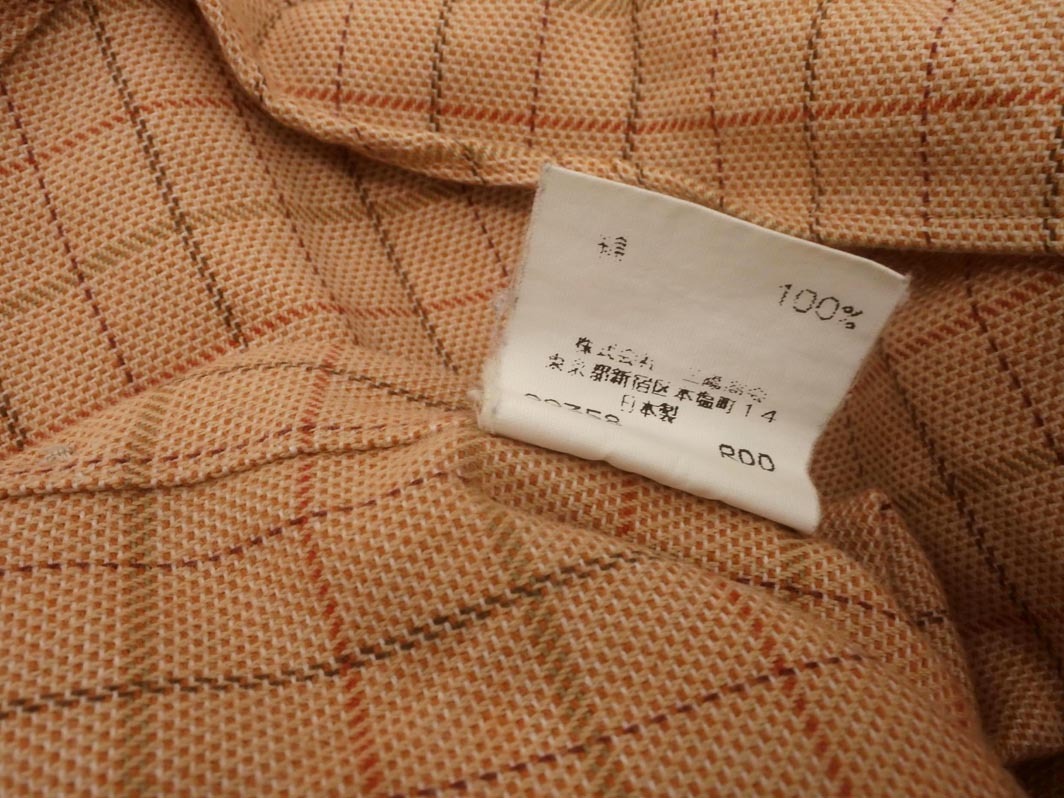 綿
100%
株式会社 三陽商会
東京都新宿区本塩町14
日本製
R00